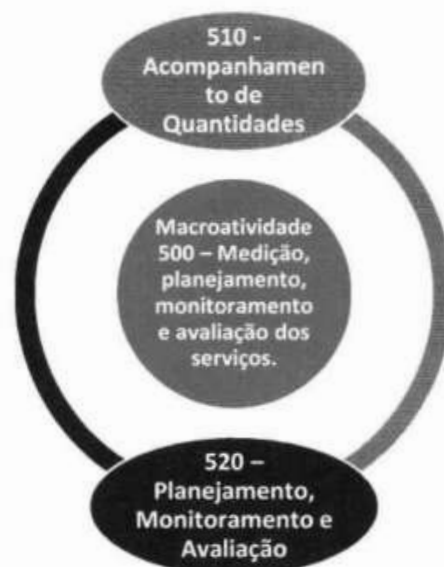 510 -
Acompanhamen
to de
Quantidades
Macroatividade
500 – Medição,
planejamento,
monitoramento
e avaliação dos
serviços.
520 –
Planejamento,
Monitoramento e
Avaliação